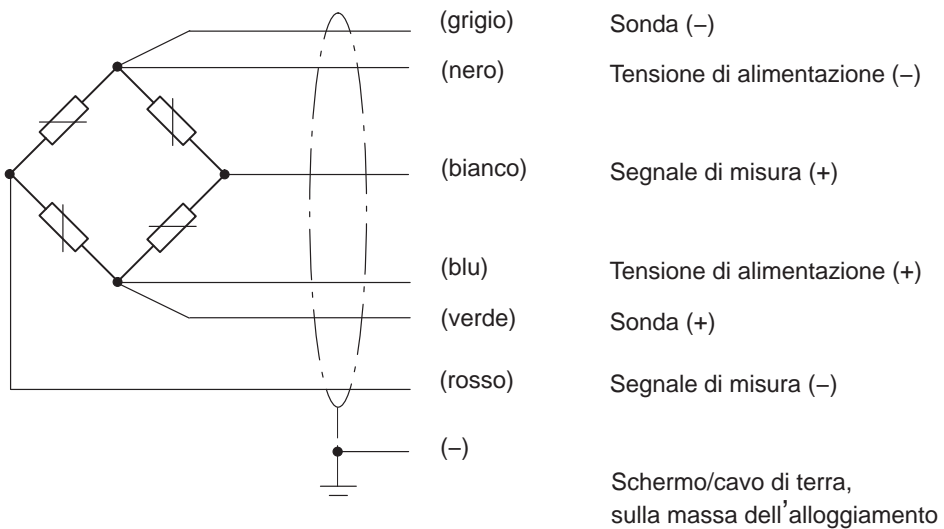 (grigio) Sonda (−)
(nero) Tensione di alimentazione (−)
(bianco) Segnale di misura (+)
(blu) Tensione di alimentazione (+)
(verde) Sonda (+)
(rosso) Segnale di misura (−)
(−)
Schermo/cavo di terra,
sulla massa dell'alloggiamento